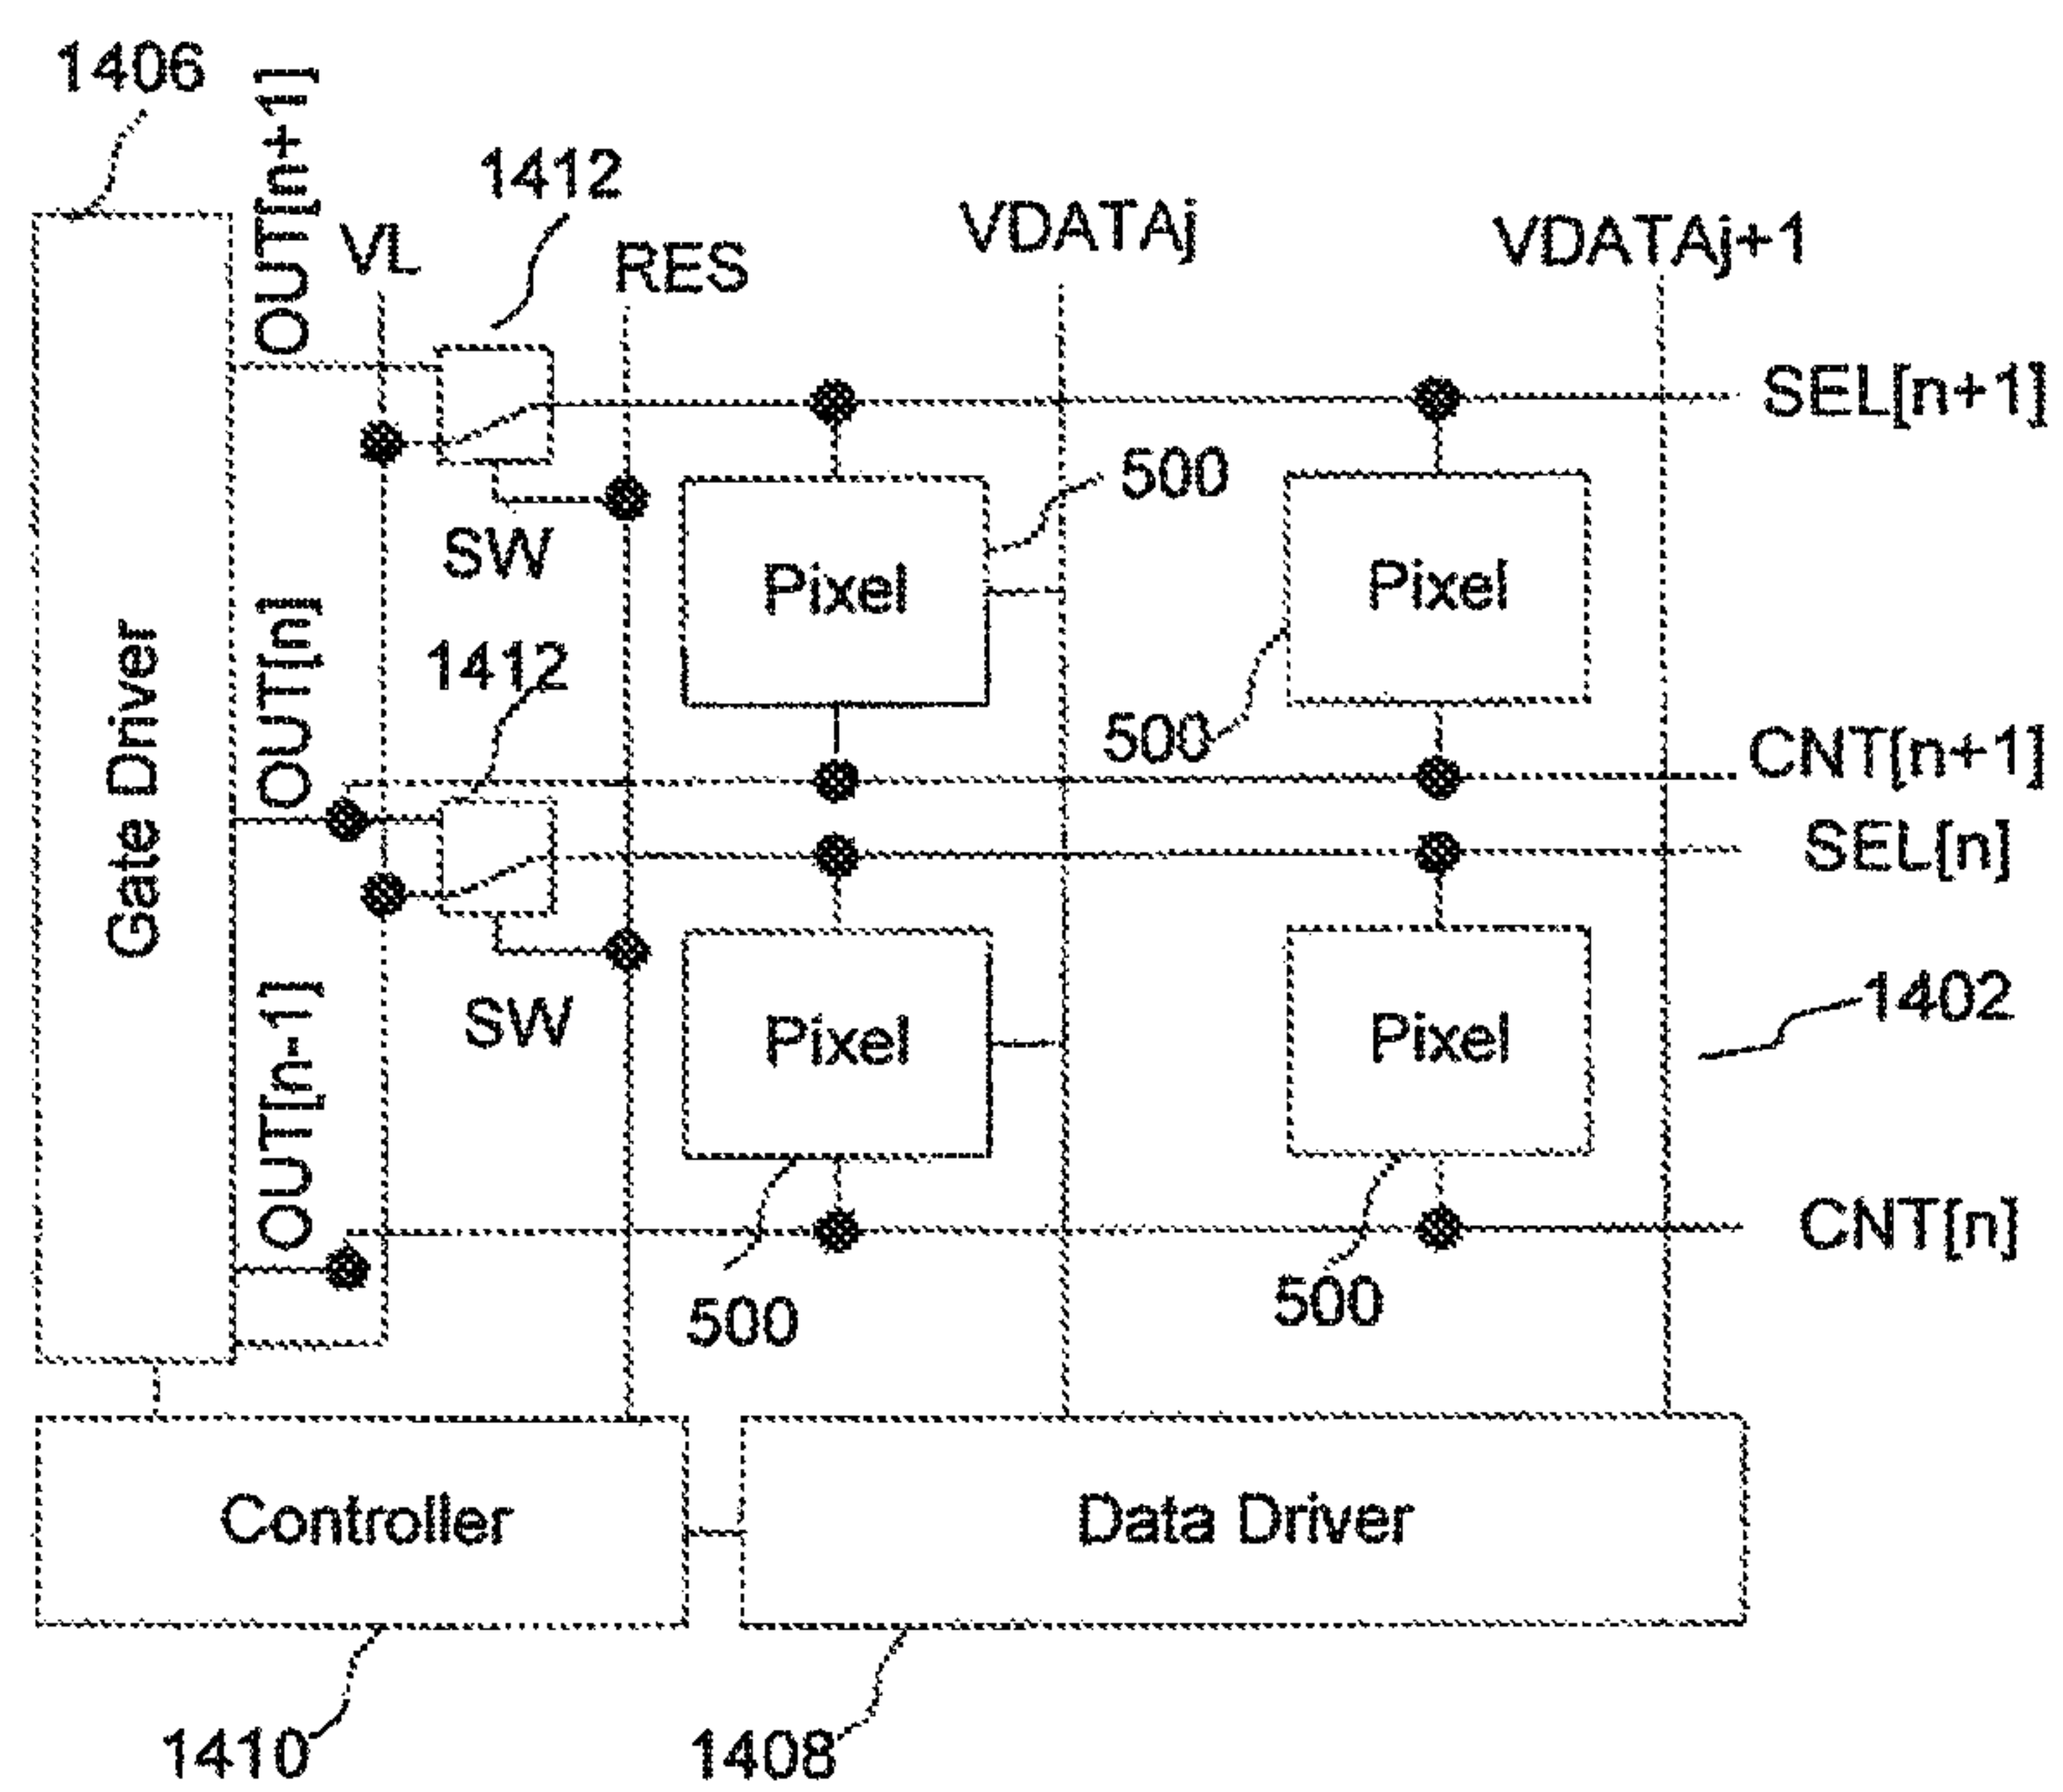 1406
OUT[n+1]
1412
VL
RES
VDATAj
VDATAj+1
SEL[n+1]
500
SW
Pixel
Pixel
OUT[n]
1412
500
CNT[n+1]
Gate Driver
SEL[n]
OUT[n-1]
SW
Pixel
Pixel
1402
CNT[n]
500
500
Controller
Data Driver
1410
1408